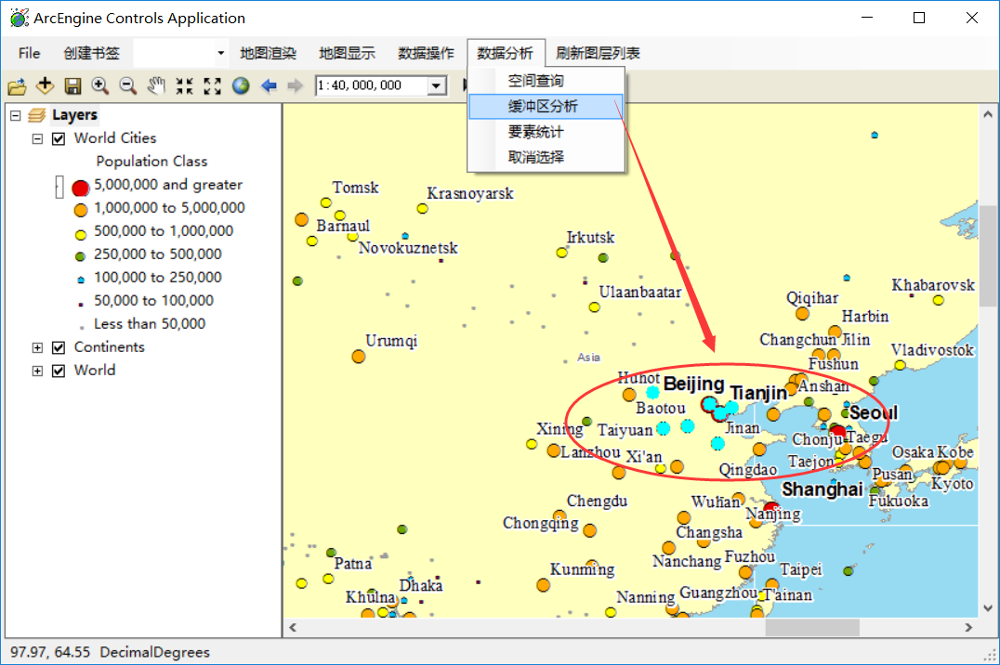 ArcEngine Controls Application
File 创建书签 地图渲染 地图显示 数据操作 数据分析 刷新图层列表
空间查询
缓冲区分析
要素统计
取消选择
1:40,000,000
Layers
World Cities
Population Class
5,000,000 and greater
1,000,000 to 5,000,000
500,000 to 1,000,000
250,000 to 500,000
100,000 to 250,000
50,000 to 100,000
Less than 50,000
Continents
World
Tomsk
Krasnoyarsk
Barnaul
Novokuznetsk
Irkutsk
Ulaanbaatar
Khabarovsk
Qiqihar
Harbin
Urumqi
Changchun Jilin
Asia
Fushun
Vladivostok
Huhot
Beijing
Tianjin
Anshan
Baotou
Seoul
Xining
Taiyuan
Jinan
Chonju
Taegu
Lanzhou
Xi'an
Qingdao
Taejon
Osaka Kobe
Pusan
Kyoto
Shanghai
Fukuoka
Chengdu
Wuhan
Nanjing
Chongqing
Changsha
Patna
Kunming
Nanchang
Fuzhou
Taipei
Khulna
Dhaka
Nanning
Guangzhou
T'ainan
97.97, 64.55 DecimalDegrees